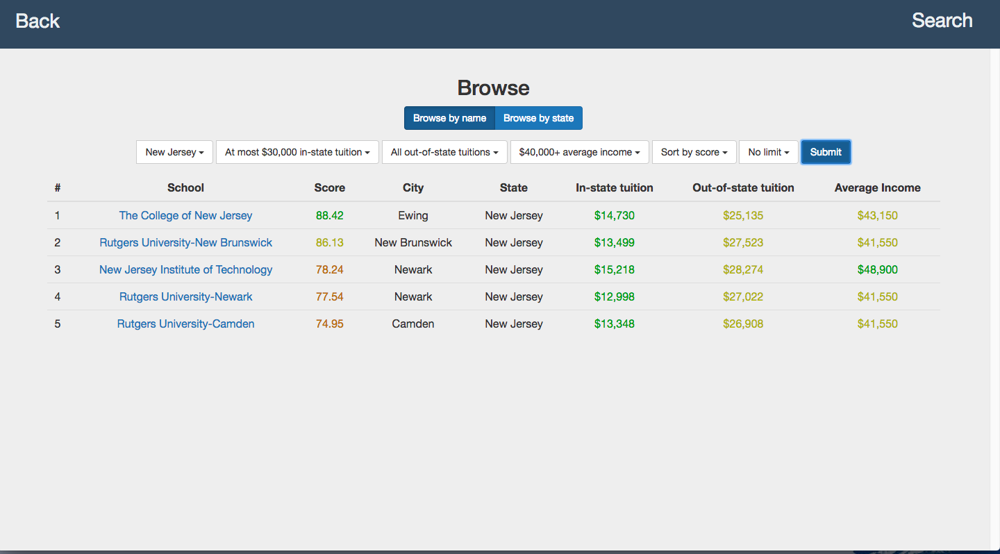 Back Search
Browse
Browse by name Browse by state
New Jersey At most $30,000 in-state tuition All out-of-state tuitions $40,000+ average income Sort by score No limit Submit
# School Score City State In-state tuition Out-of-state tuition Average Income
1 The College of New Jersey 88.42 Ewing New Jersey $14,730 $25,135 $43,150
2 Rutgers University-New Brunswick 86.13 New Brunswick New Jersey $13,499 $27,523 $41,550
3 New Jersey Institute of Technology 78.24 Newark New Jersey $15,218 $28,274 $48,900
4 Rutgers University-Newark 77.54 Newark New Jersey $12,998 $27,022 $41,550
5 Rutgers University-Camden 74.95 Camden New Jersey $13,348 $26,908 $41,550